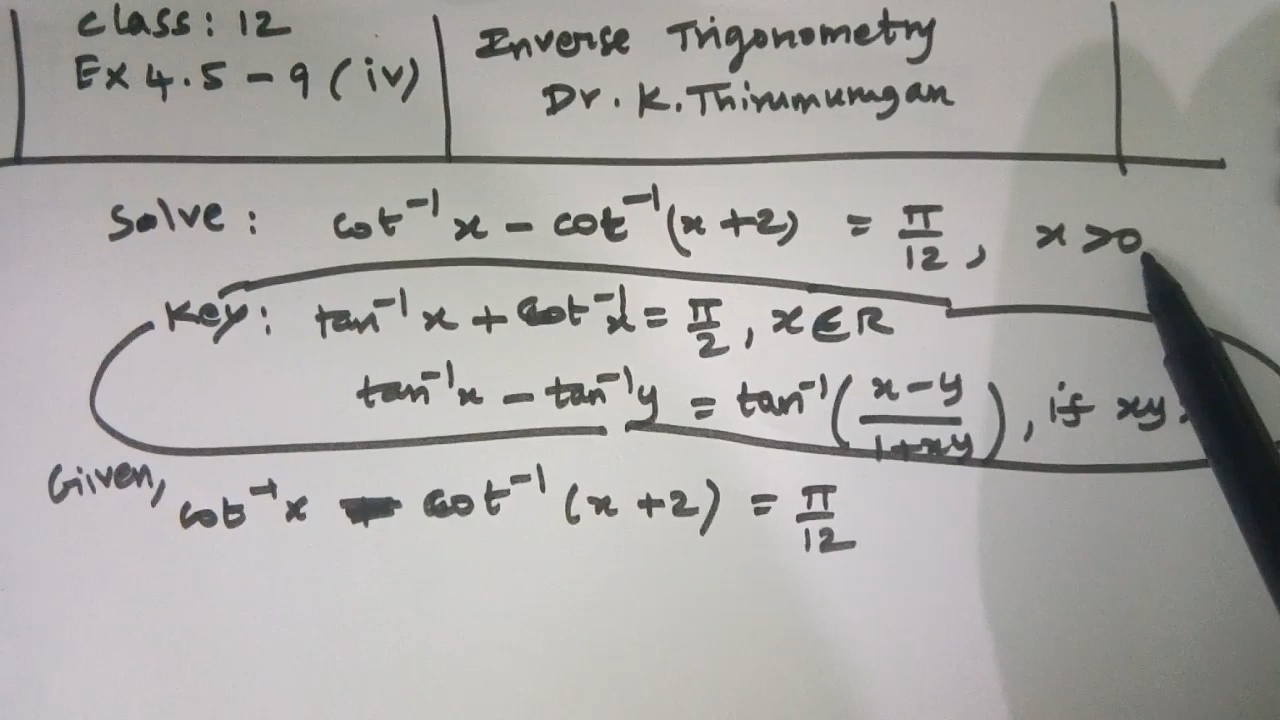 class: 12
Ex 4.5 - 9 (iv)
Inverse Trigonometry
Dr. K. Thirumurugan
Solve: cot⁻¹x - cot⁻¹(x+2) = π/12, x>0
Key: tan⁻¹x + cot⁻¹x = π/2, x∈R
tan⁻¹x - tan⁻¹y = tan⁻¹((x-y)/(1+xy)), if xy
Given, cot⁻¹x - cot⁻¹(x+2) = π/12